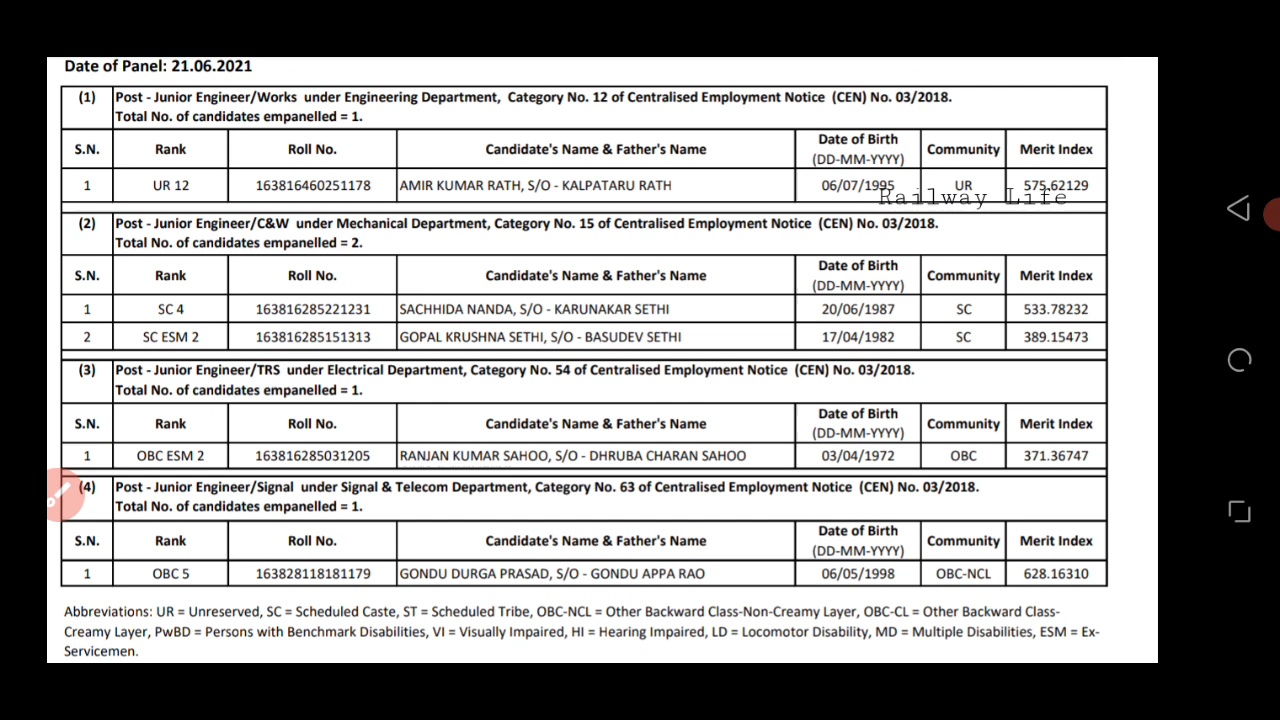 Date of Panel: 21.06.2021
(1) Post - Junior Engineer/Works under Engineering Department, Category No. 12 of Centralised Employment Notice (CEN) No. 03/2018.
Total No. of candidates empanelled = 1.
S.N. Rank Roll No. Candidate's Name & Father's Name Date of Birth (DD-MM-YYYY) Community Merit Index
1 UR 12 163816460251178 AMIR KUMAR RATH, S/O - KALPATARU RATH 06/07/1995 UR 575.62129
Railway Life
(2) Post - Junior Engineer/C&W under Mechanical Department, Category No. 15 of Centralised Employment Notice (CEN) No. 03/2018.
Total No. of candidates empanelled = 2.
S.N. Rank Roll No. Candidate's Name & Father's Name Date of Birth (DD-MM-YYYY) Community Merit Index
1 SC 4 163816285221231 SACHHIDA NANDA, S/O - KARUNAKAR SETHI 20/06/1987 SC 533.78232
2 SC ESM 2 163816285151313 GOPAL KRUSHNA SETHI, S/O - BASUDEV SETHI 17/04/1982 SC 389.15473
(3) Post - Junior Engineer/TRS under Electrical Department, Category No. 54 of Centralised Employment Notice (CEN) No. 03/2018.
Total No. of candidates empanelled = 1.
S.N. Rank Roll No. Candidate's Name & Father's Name Date of Birth (DD-MM-YYYY) Community Merit Index
1 OBC ESM 2 163816285031205 RANJAN KUMAR SAHOO, S/O - DHRUBA CHARAN SAHOO 03/04/1972 OBC 371.36747
(4) Post - Junior Engineer/Signal under Signal & Telecom Department, Category No. 63 of Centralised Employment Notice (CEN) No. 03/2018.
Total No. of candidates empanelled = 1.
S.N. Rank Roll No. Candidate's Name & Father's Name Date of Birth (DD-MM-YYYY) Community Merit Index
1 OBC 5 163828118181179 GONDU DURGA PRASAD, S/O - GONDU APPA RAO 06/05/1998 OBC-NCL 628.16310
Abbreviations: UR = Unreserved, SC = Scheduled Caste, ST = Scheduled Tribe, OBC-NCL = Other Backward Class-Non-Creamy Layer, OBC-CL = Other Backward Class-
Creamy Layer, PwBD = Persons with Benchmark Disabilities, VI = Visually Impaired, HI = Hearing Impaired, LD = Locomotor Disability, MD = Multiple Disabilities, ESM = Ex-
Servicemen.